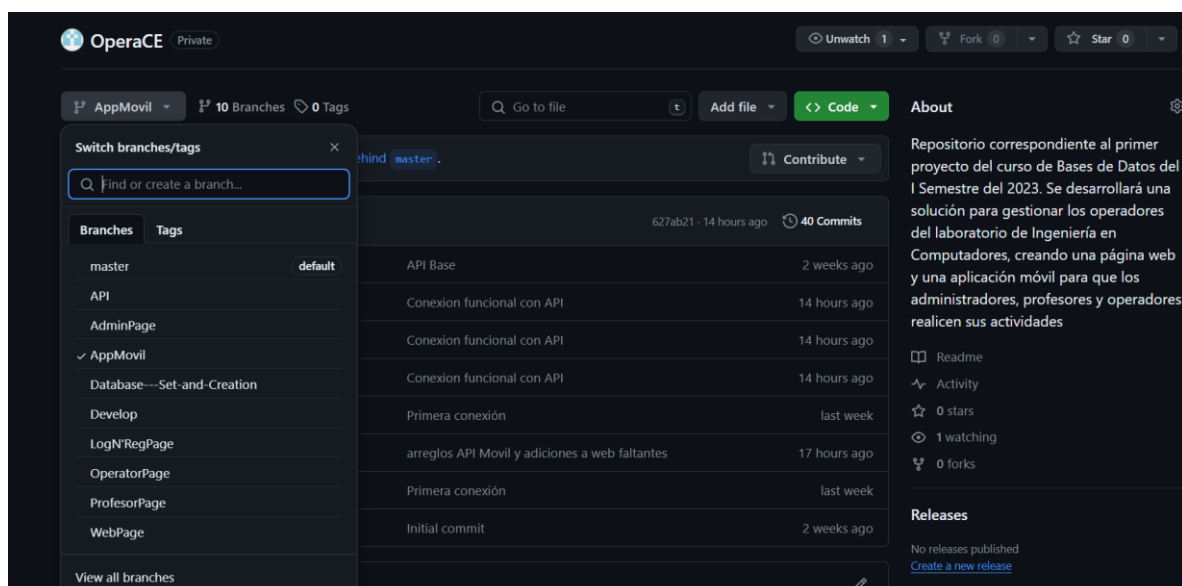 OperaCE Private
Unwatch 1
Fork 0
Star 0
AppMovil
10 Branches
0 Tags
Go to file t
Add file
Code
Switch branches/tags
Find or create a branch...
Branches
Tags
master default
API
AdminPage
AppMovil
Database---Set-and-Creation
Develop
LogN'RegPage
OperatorPage
ProfesorPage
WebPage
View all branches
master .
Contribute
627ab21 · 14 hours ago
40 Commits
API Base 2 weeks ago
Conexion funcional con API 14 hours ago
Conexion funcional con API 14 hours ago
Conexion funcional con API 14 hours ago
Primera conexión last week
arreglos API Movil y adiciones a web faltantes 17 hours ago
Primera conexión last week
Initial commit 2 weeks ago
About
Repositorio correspondiente al primer
proyecto del curso de Bases de Datos del
I Semestre del 2023. Se desarrollará una
solución para gestionar los operadores
del laboratorio de Ingeniería en
Computadores, creando una página web
y una aplicación móvil para que los
administradores, profesores y operadores
realicen sus actividades
Readme
Activity
0 stars
1 watching
0 forks
Releases
No releases published
Create a new release